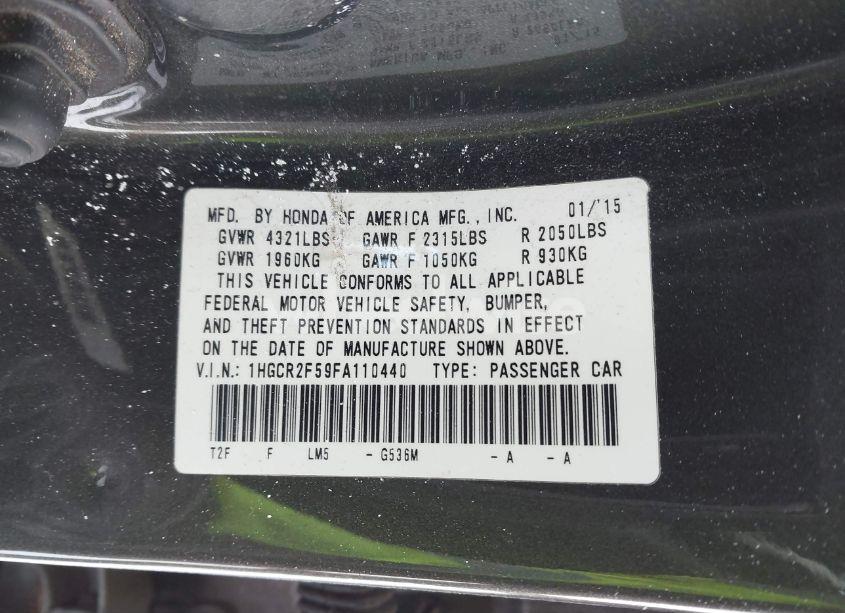 MFD. BY HONDA OF AMERICA MFG., INC. 01/'15
GVWR 4321LBS GAWR F 2315LBS R 2050LBS
GVWR 1960KG GAWR F 1050KG R 930KG
THIS VEHICLE CONFORMS TO ALL APPLICABLE
FEDERAL MOTOR VEHICLE SAFETY, BUMPER,
AND THEFT PREVENTION STANDARDS IN EFFECT
ON THE DATE OF MANUFACTURE SHOWN ABOVE.
V.I.N.: 1HGCR2F59FA110440 TYPE: PASSENGER CAR
T2F F LM5 - G536M - A - A